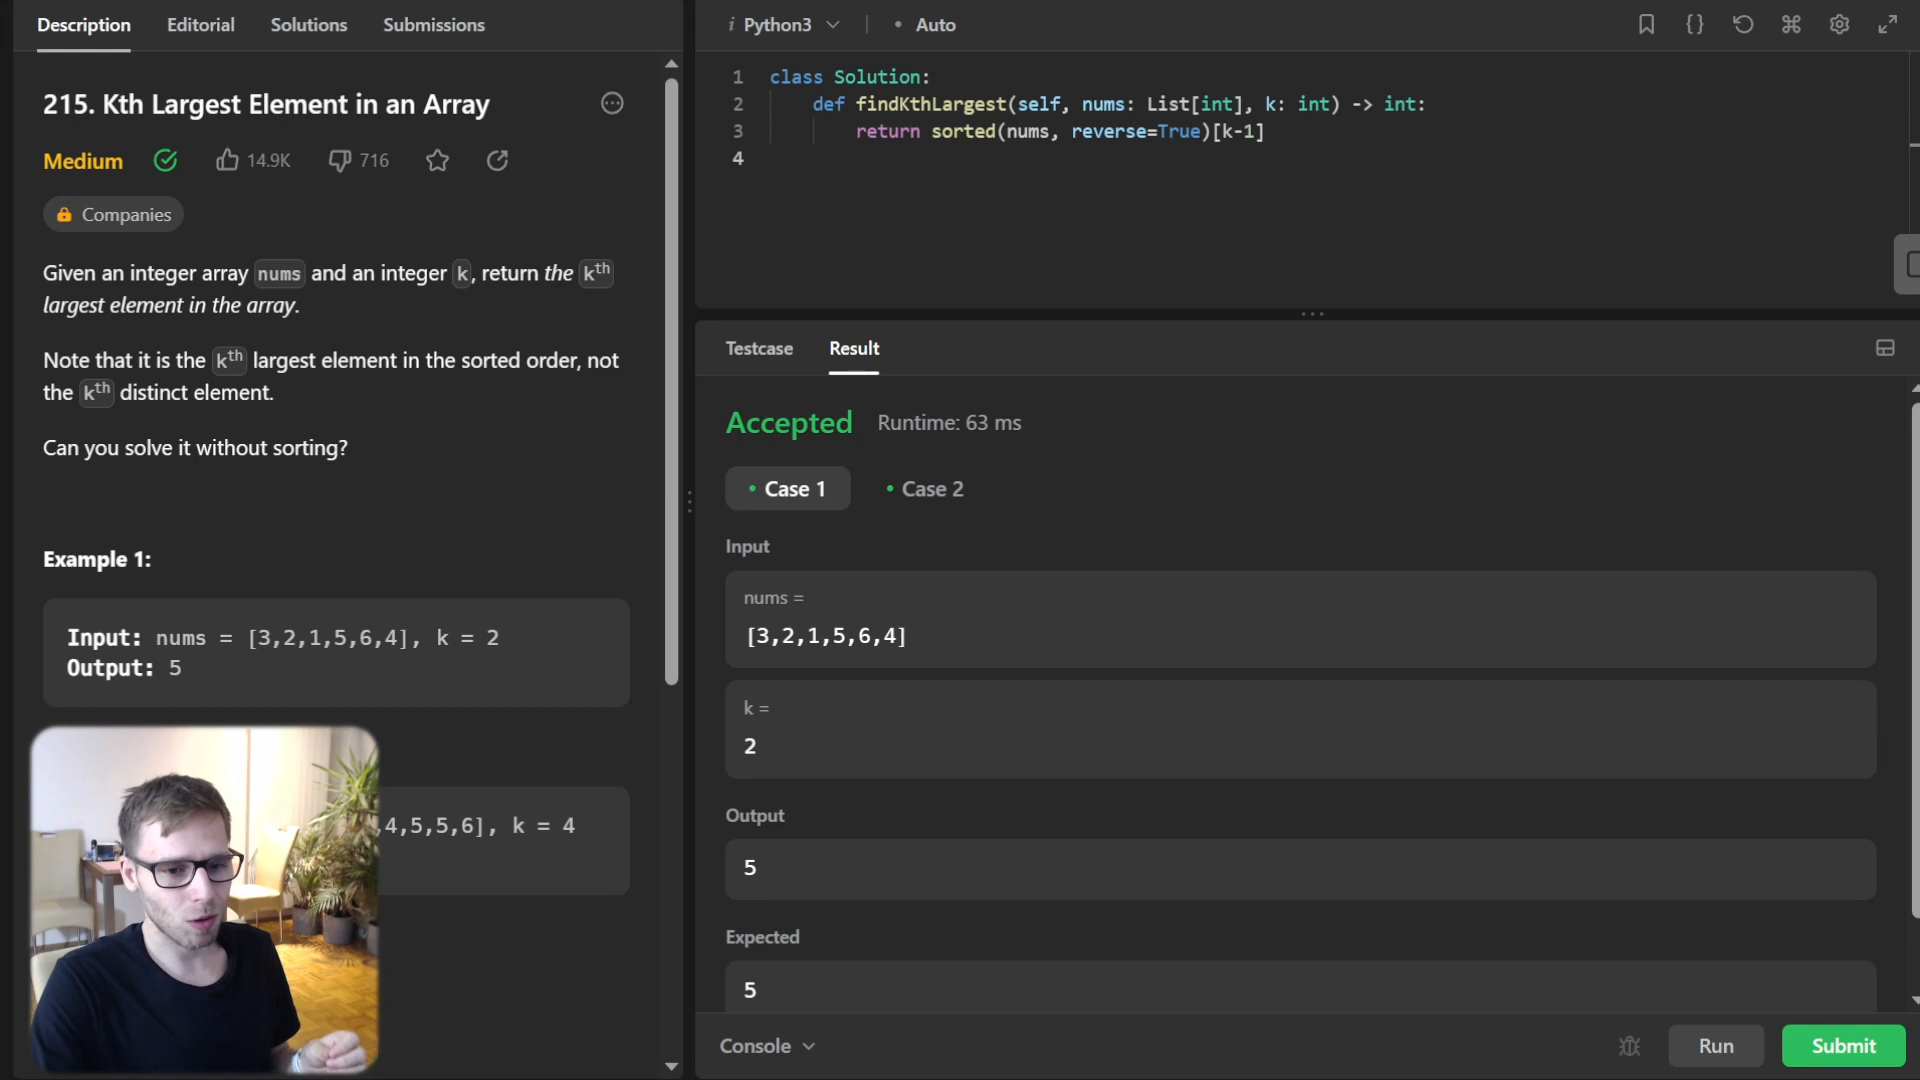 Description Editorial Solutions Submissions
215. Kth Largest Element in an Array
Medium 14.9K 716
Companies
Given an integer array nums and an integer k, return the kth
largest element in the array.
Note that it is the kth largest element in the sorted order, not
the kth distinct element.
Can you solve it without sorting?
Example 1:
Input: nums = [3,2,1,5,6,4], k = 2
Output: 5
,4,5,5,6], k = 4
i Python3 • Auto
1 class Solution:
2 def findKthLargest(self, nums: List[int], k: int) -> int:
3 return sorted(nums, reverse=True)[k-1]
4
Testcase Result
Accepted Runtime: 63 ms
• Case 1 • Case 2
Input
nums =
[3,2,1,5,6,4]
k =
2
Output
5
Expected
5
Console Run Submit